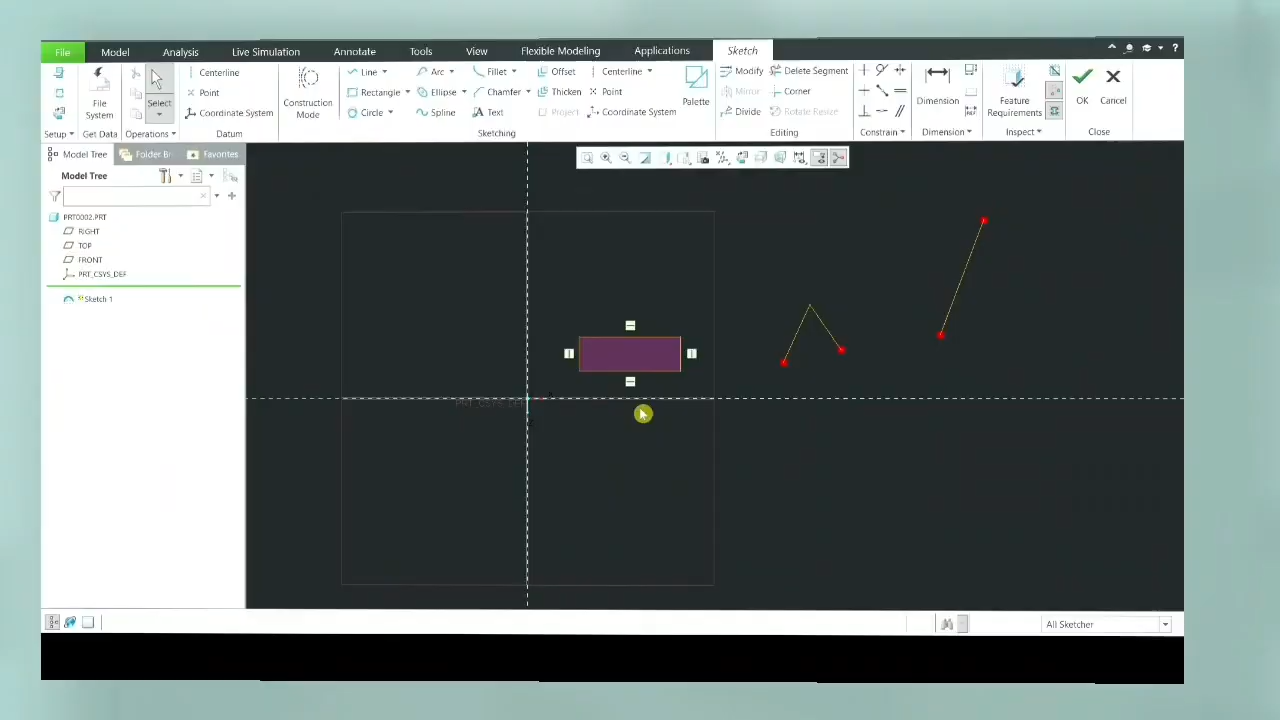 File Model Analysis Live Simulation Annotate Tools View Flexible Modeling Applications Sketch
Centerline Line Arc Fillet Offset Centerline Modify Delete Segment
Select File System Point Construction Mode Rectangle Ellipse Chamfer Thicken Point Palette Mirror Corner Dimension Feature Requirements OK Cancel
Coordinate System Circle Spline Text Project Coordinate System Divide Rotate Resize
Setup Get Data Operations Datum Sketching Editing Constrain Dimension Inspect Close
Model Tree Folder Br Favorites
Model Tree
PRT0002.PRT
RIGHT
TOP
FRONT
PRT_CSYS_DEF
Sketch 1
PRT_CSYS_DEF
All Sketcher